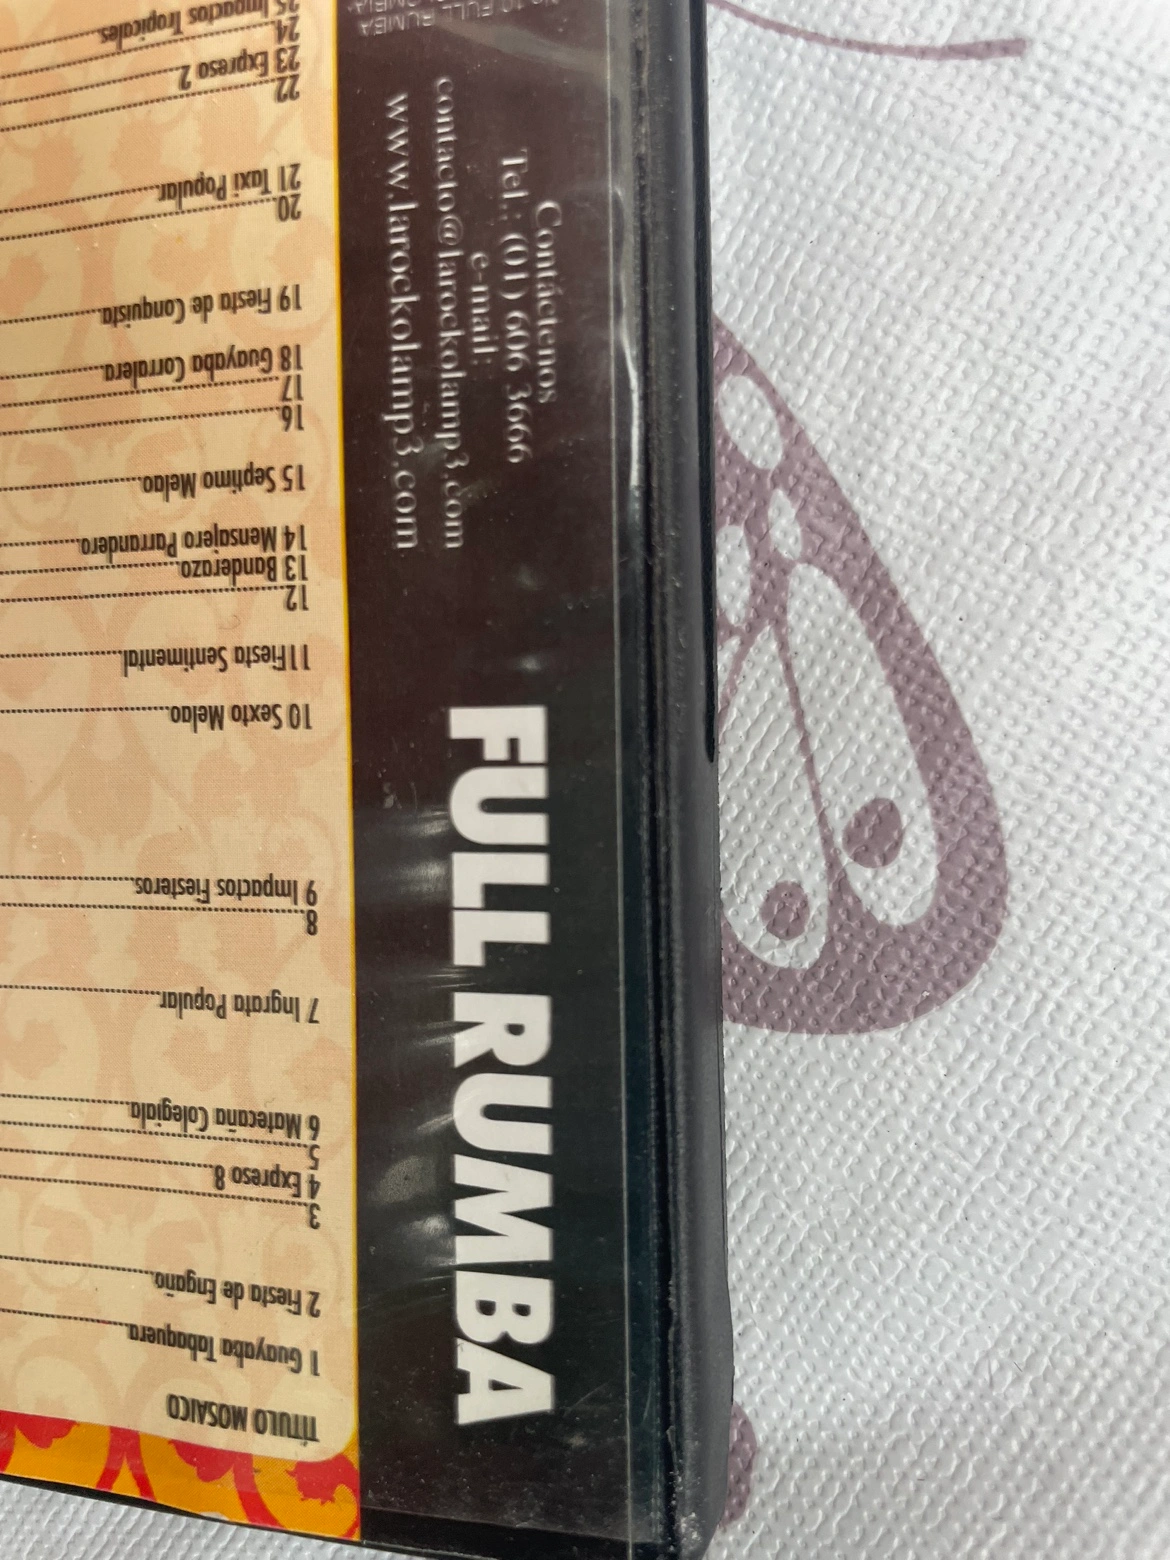 FULL RUMBA
Contáctenos
Tel.: (01) 606 3666
e-mail:
contacto@larockolamp3.com
www.larockolamp3.com
TÍTULO MOSAICO
1 Guayaba Tabaquera
2 Fiesta de Engaño
3
4 Expreso 8
5
6 Matecaña Colegiala
7 Ingrata Popular
8
9 Impactos Fiesteros
10 Sexto Melao
11 Fiesta Sentimental
12
13 Banderazo
14 Mensajero Parrandero
15 Septimo Melao
16
17
18 Guayaba Corralera
19 Fiesta de Conquista
20
21 Taxi Popular
22
23 Expreso 2
24
25 Impactos Tropicales